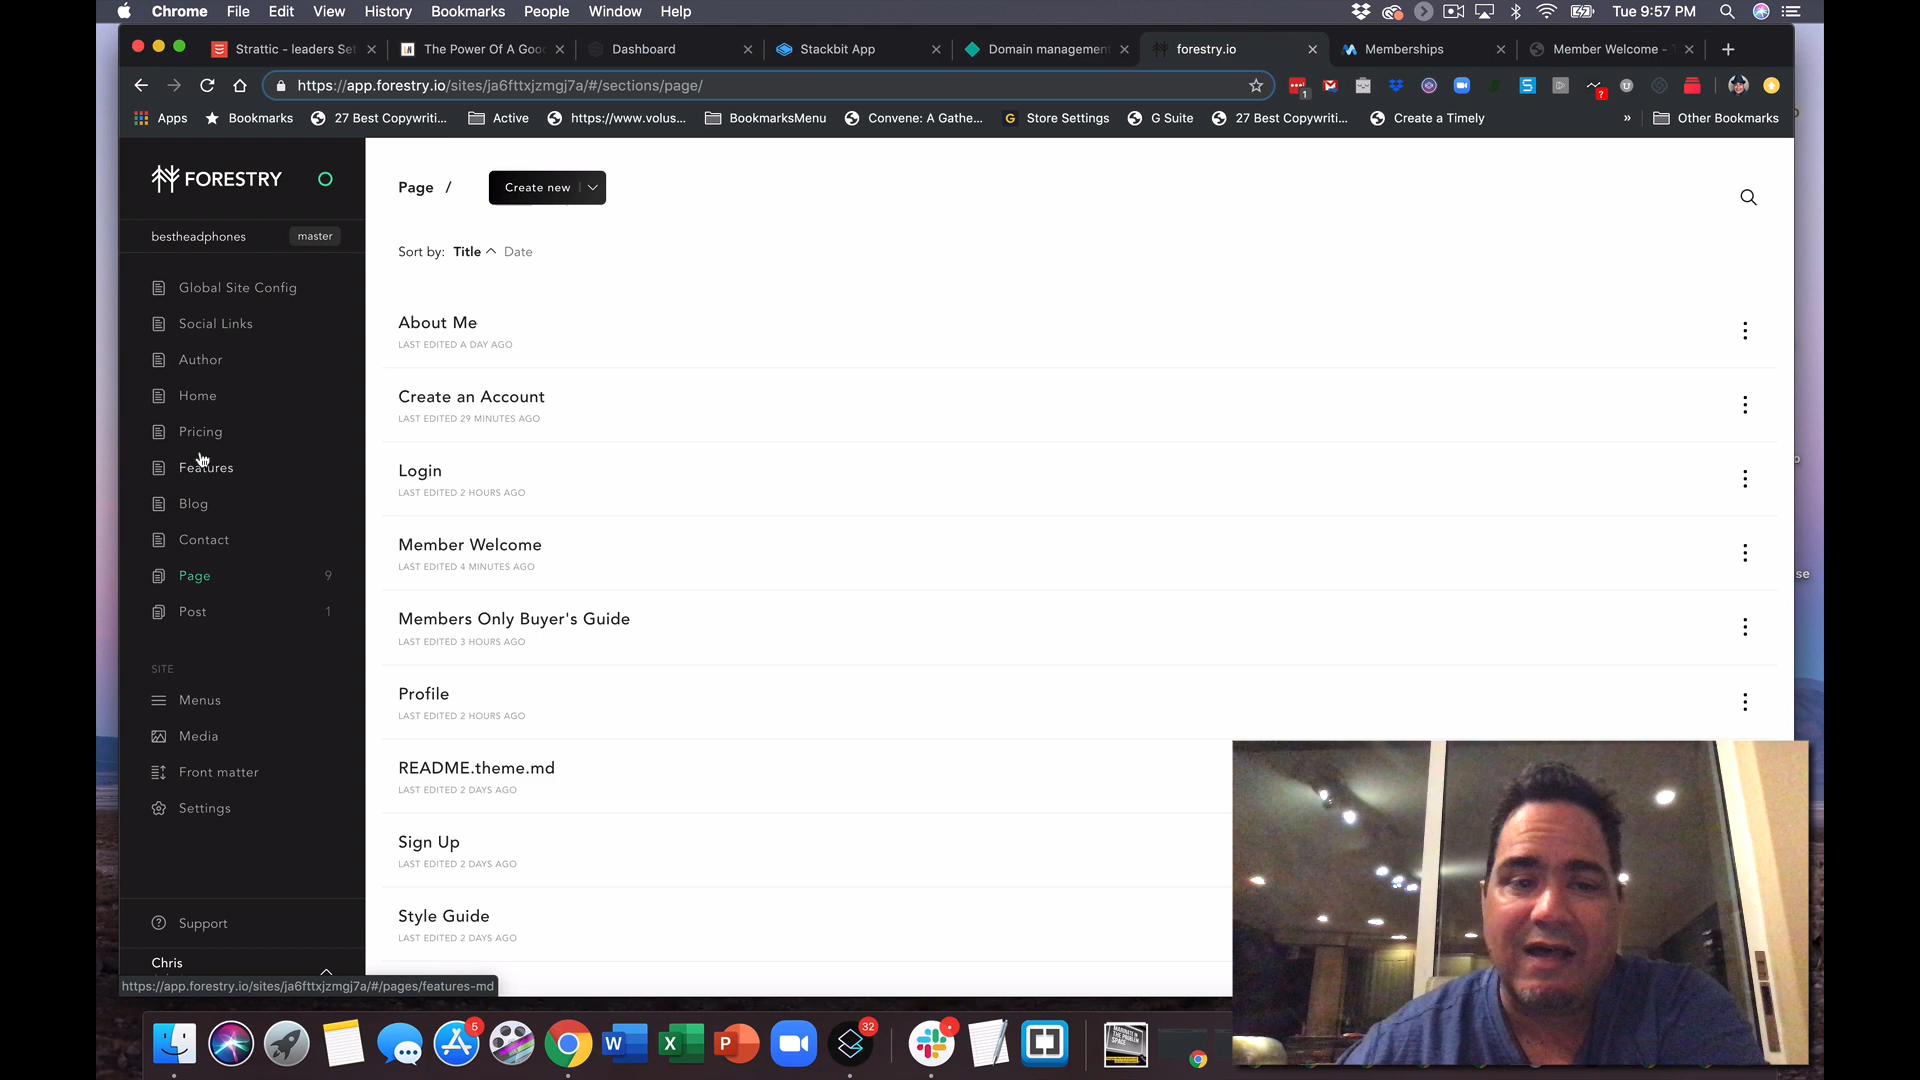 Chrome File Edit View History Bookmarks People Window Help Tue 9:57 PM
Strattic - leaders Set The Power Of A Goo Dashboard Stackbit App Domain management forestry.io Memberships Member Welcome -
https://app.forestry.io/sites/ja6fttxjzmgj7a/#/sections/page/
Apps Bookmarks 27 Best Copywriti... Active https://www.volus... BookmarksMenu Convene: A Gathe... Store Settings G Suite 27 Best Copywriti... Create a Timely » Other Bookmarks
FORESTRY
Page / Create new
bestheadphones master
Sort by: Title Date
Global Site Config
Social Links
Author
Home
Pricing
Features
Blog
Contact
Page 9
Post 1
SITE
Menus
Media
Front matter
Settings
Support
Chris
About Me
LAST EDITED A DAY AGO
Create an Account
LAST EDITED 29 MINUTES AGO
Login
LAST EDITED 2 HOURS AGO
Member Welcome
LAST EDITED 4 MINUTES AGO
Members Only Buyer's Guide
LAST EDITED 3 HOURS AGO
Profile
LAST EDITED 2 HOURS AGO
README.theme.md
LAST EDITED 2 DAYS AGO
Sign Up
LAST EDITED 2 DAYS AGO
Style Guide
LAST EDITED 2 DAYS AGO
https://app.forestry.io/sites/ja6fttxjzmgj7a/#/pages/features-md
5
32